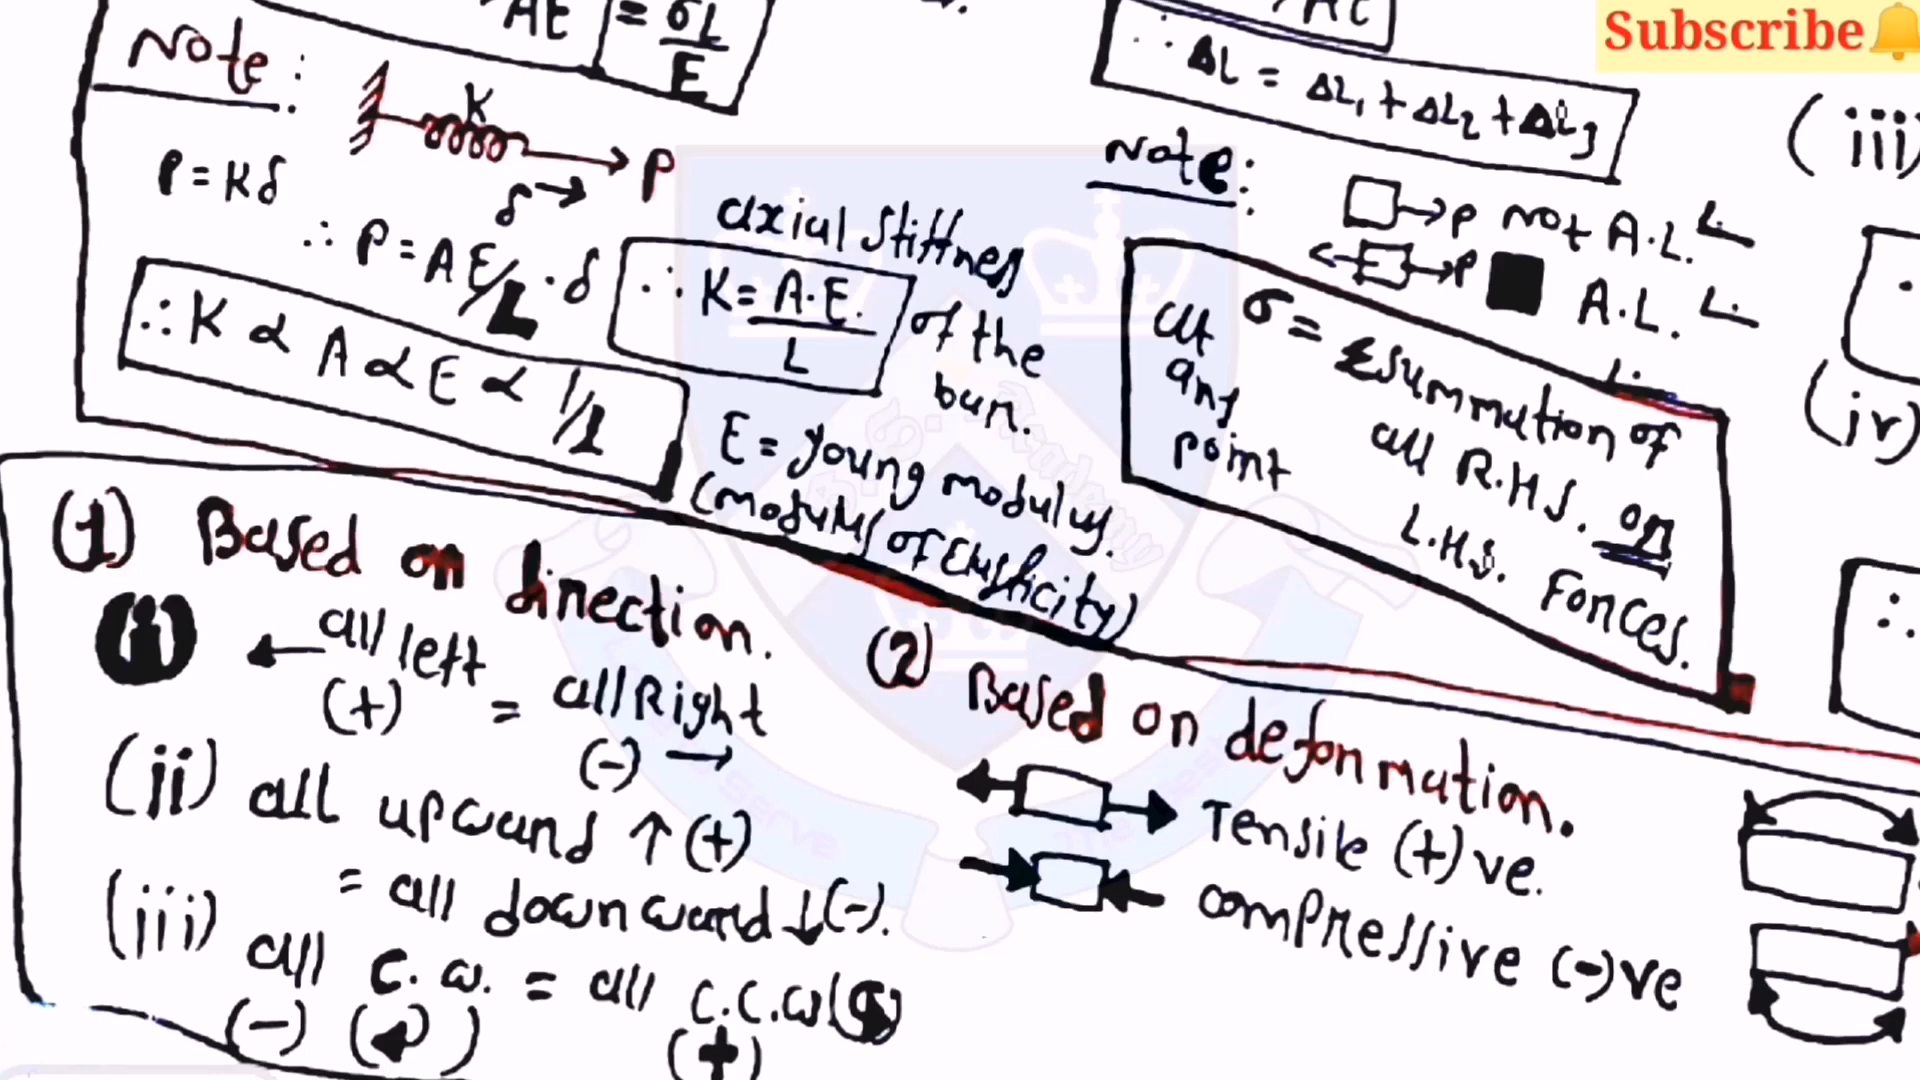 AE = σL
E
Note :
K
P
P = Kδ
δ →
∴ P = AE/L · δ
axial stiffness
∴ K = A·E.
L
of the
bar.
∴ K ∝ A ∝ E ∝ 1/L
E = young modulus.
(modulus of Elasticity)
∴ ΔL = ΔL₁ + ΔL₂ + ΔL₃
Note :
→ P Not A.L.
← → P A.L.
At
any
point
σ = Σ summation of
all R.H.S. or
L.H.S. Forces.
(iii)
(iv)
Subscribe
(1) Based on direction.
(i) ← all left = all Right
(+) (-) →
(ii) all upward ↑ (+)
= all downward ↓ (-).
(iii) all C.W. = all C.C.W
(-) (+)
(2) Based on deformation.
Tensile (+)ve.
compressive (-)ve